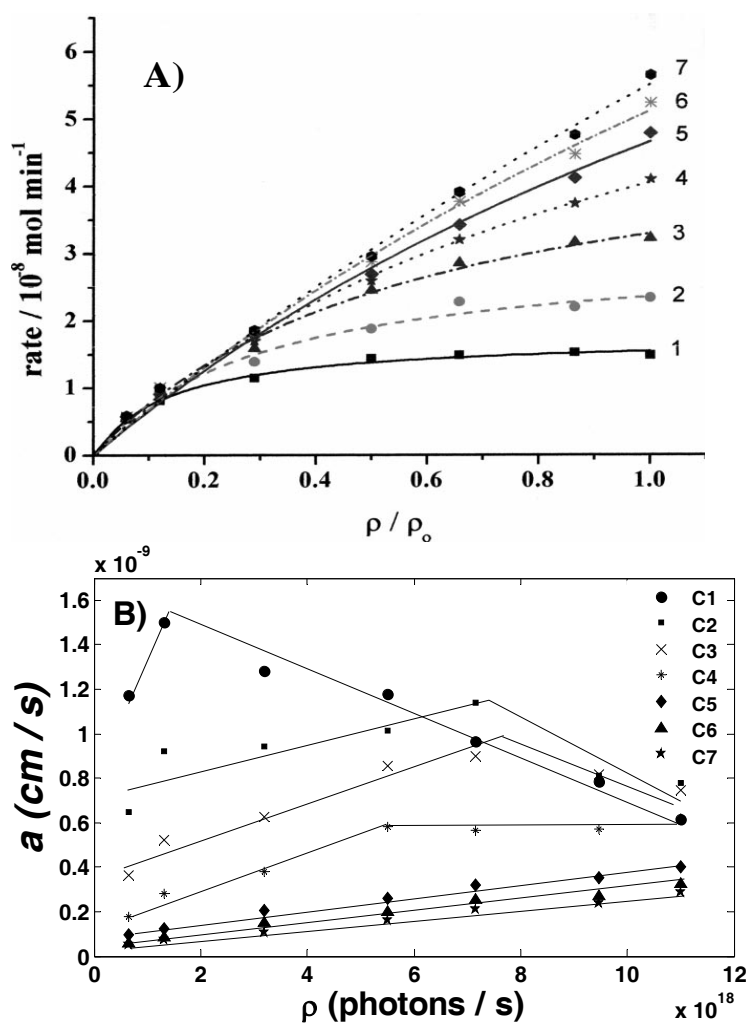 A)
6
5
4
3
2
1
0
rate / 10⁻⁸ mol min⁻¹
7
6
5
4
3
2
1
0.0 0.2 0.4 0.6 0.8 1.0
ρ / ρₒ
x 10⁻⁹
B)
1.6
1.4
1.2
1
0.8
0.6
0.4
0.2
0
a (cm / s)
C1
C2
C3
C4
C5
C6
C7
0 2 4 6 8 10 12
ρ (photons / s)
x 10¹⁸